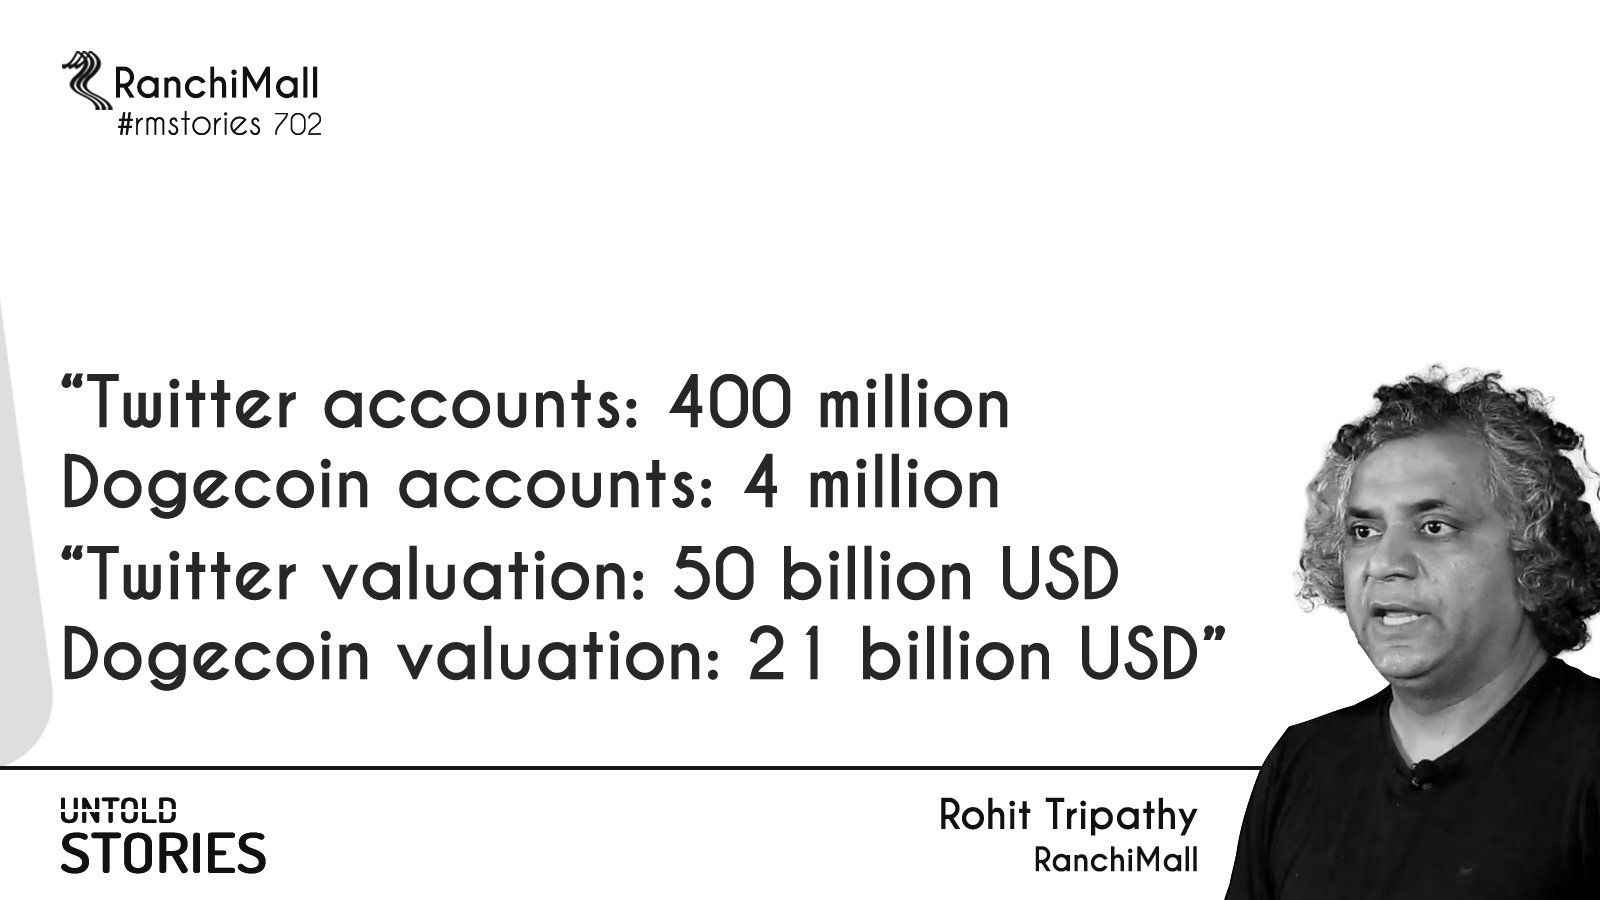 RanchiMall
#rmstories 702
“Twitter accounts: 400 million
Dogecoin accounts: 4 million
“Twitter valuation: 50 billion USD
Dogecoin valuation: 21 billion USD”
UNTOLD
STORIES
Rohit Tripathy
RanchiMall